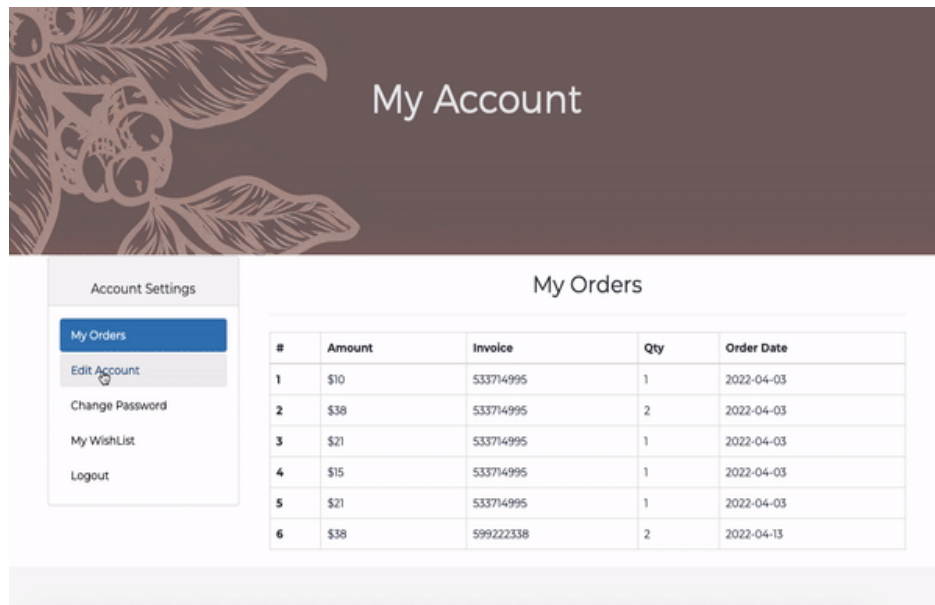 My Account
Account Settings
My Orders
Edit Account
Change Password
My WishList
Logout
My Orders
# Amount Invoice Qty Order Date
1 $10 533714995 1 2022-04-03
2 $38 533714995 2 2022-04-03
3 $21 533714995 1 2022-04-03
4 $15 533714995 1 2022-04-03
5 $21 533714995 1 2022-04-03
6 $38 599222338 2 2022-04-13